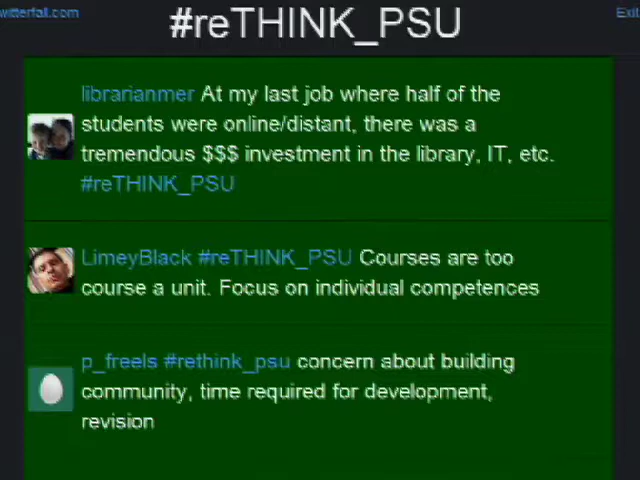 witterfall.com
#reTHINK_PSU
Exit
librarianmer At my last job where half of the
students were online/distant, there was a
tremendous $$$ investment in the library, IT, etc.
#reTHINK_PSU
LimeyBlack #reTHINK_PSU Courses are too
course a unit. Focus on individual competences
p_freels #rethink_psu concern about building
community, time required for development,
revision